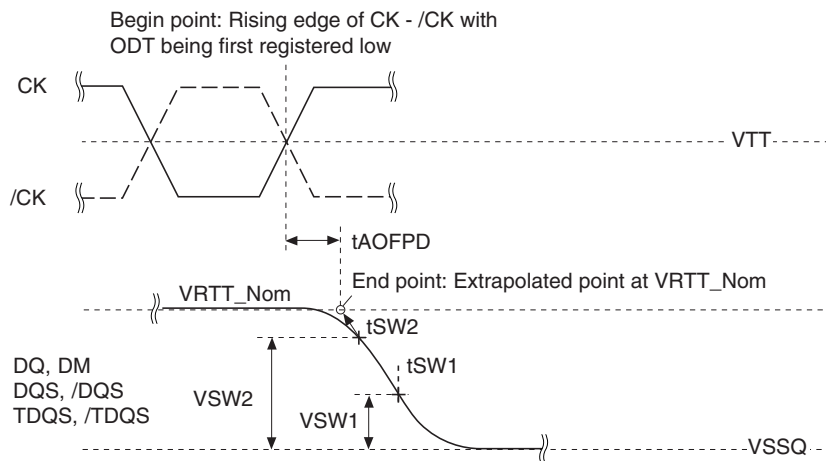 Begin point: Rising edge of CK - /CK with
ODT being first registered low
CK
VTT
/CK
tAOFPD
End point: Extrapolated point at VRTT_Nom
VRTT_Nom
tSW2
tSW1
DQ, DM
DQS, /DQS
TDQS, /TDQS
VSW2
VSW1
VSSQ